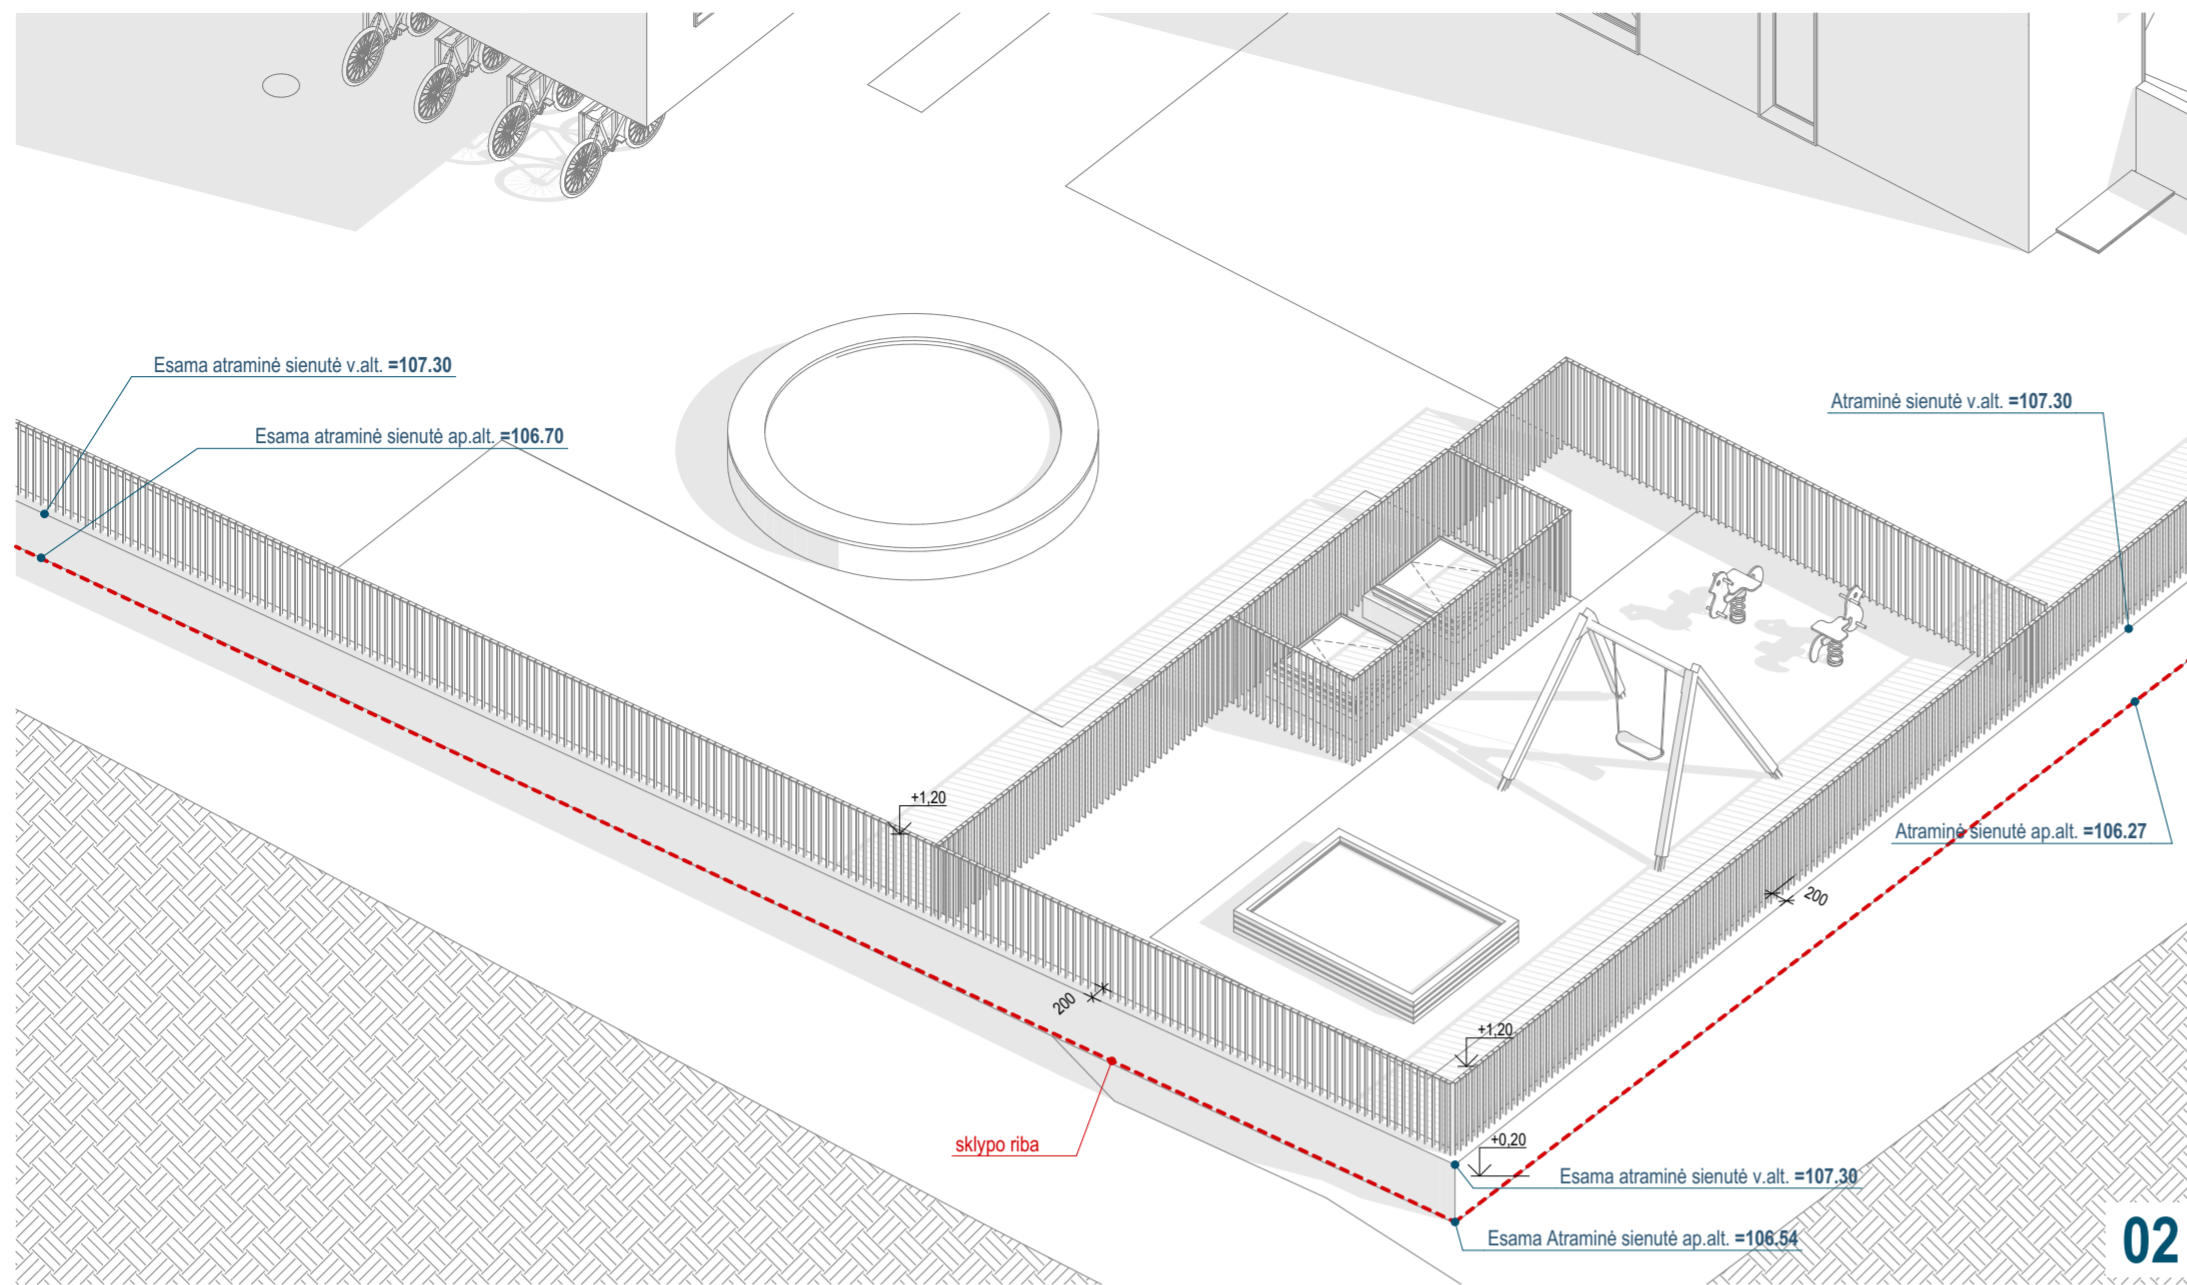 Esama atraminė sienutė v.alt. =107.30
Atraminė sienutė v.alt. =107.30
Esama atraminė sienutė ap.alt. =106.70
+1,20
Atraminė sienutė ap.alt. =106.27
200
200
+1,20
sklypo riba
+0,20
Esama atraminė sienutė v.alt. =107.30
Esama Atraminė sienutė ap.alt. =106.54
02